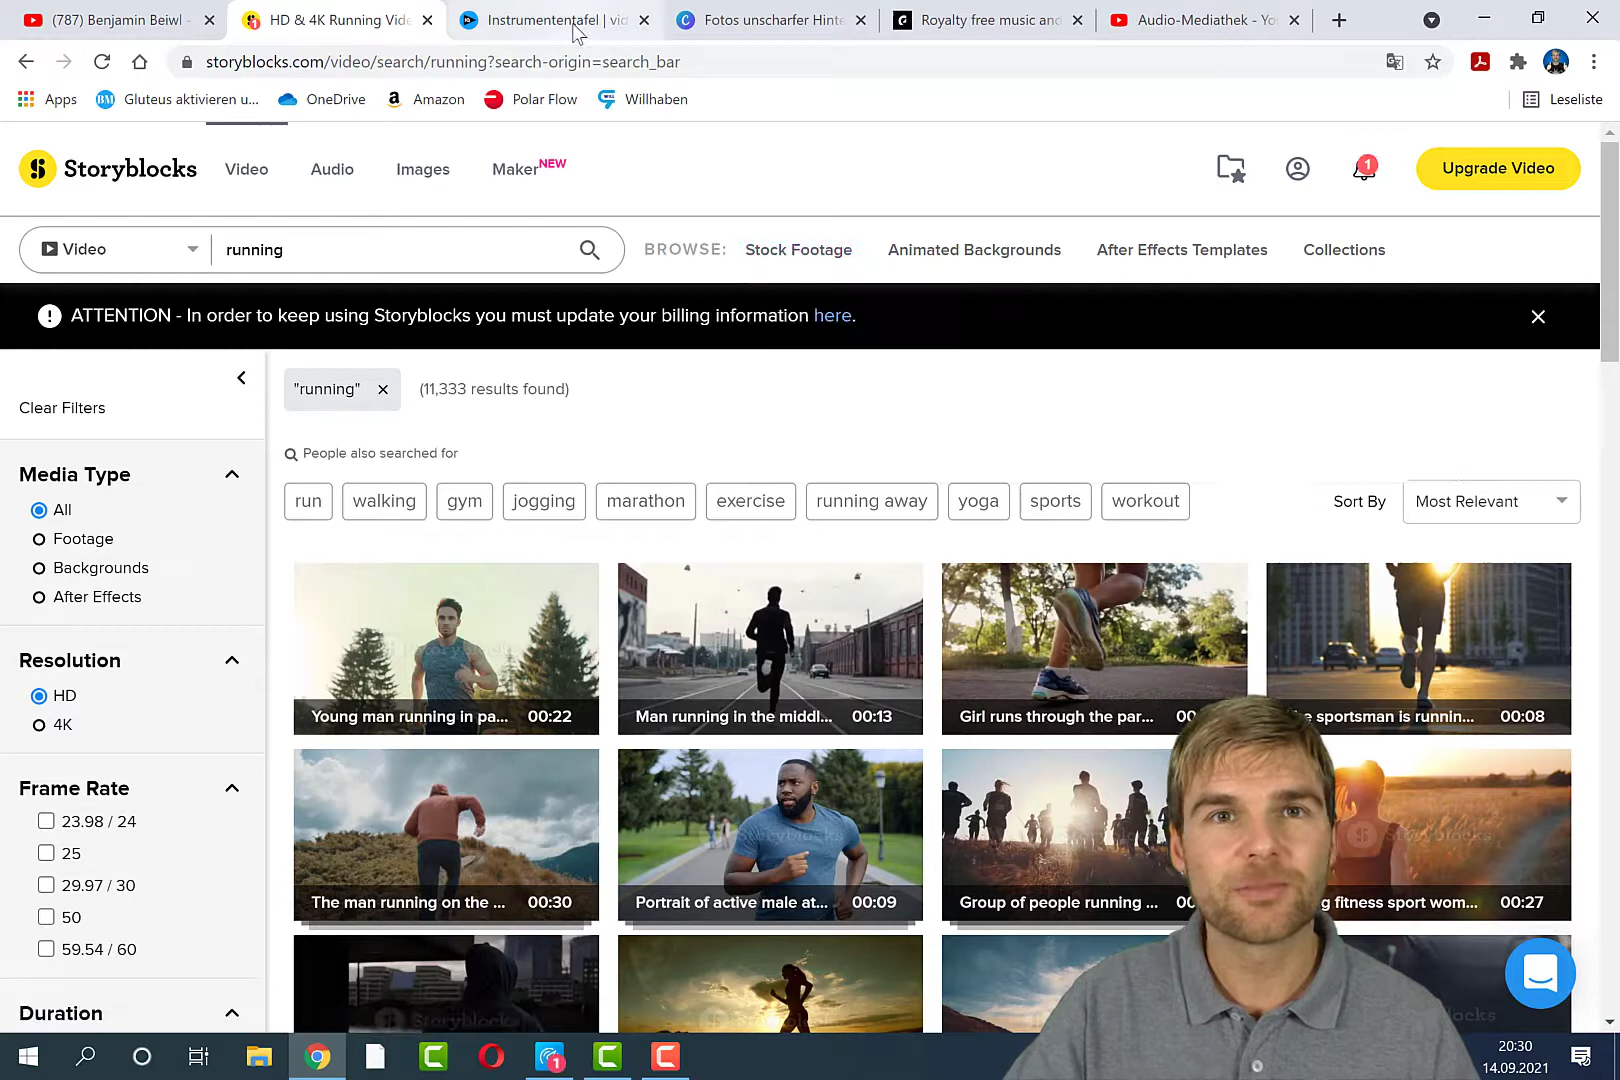 (787) Benjamin Beiwl -
HD & 4K Running Vide
Instrumententafel | vid
Fotos unscharfer Hinte
Royalty free music and
Audio-Mediathek - Yo
storyblocks.com/video/search/running?search-origin=search_bar
Apps
BM
Gluteus aktivieren u...
OneDrive
Amazon
Polar Flow
Willhaben
Leseliste
Storyblocks
Video
Audio
Images
Maker NEW
1
Upgrade Video
Video
running
BROWSE:
Stock Footage
Animated Backgrounds
After Effects Templates
Collections
ATTENTION - In order to keep using Storyblocks you must update your billing information here.
Clear Filters
"running"
(11,333 results found)
People also searched for
run
walking
gym
jogging
marathon
exercise
running away
yoga
sports
workout
Sort By
Most Relevant
Media Type
All
Footage
Backgrounds
After Effects
Resolution
HD
4K
Frame Rate
23.98 / 24
25
29.97 / 30
50
59.54 / 60
Duration
Young man running in pa... 00:22
Man running in the middl... 00:13
Girl runs through the par... 00
sportsman is runnin... 00:08
The man running on the ... 00:30
Portrait of active male at... 00:09
Group of people running ... 00
fitness sport wom... 00:27
Storyblocks
20:30
14.09.2021